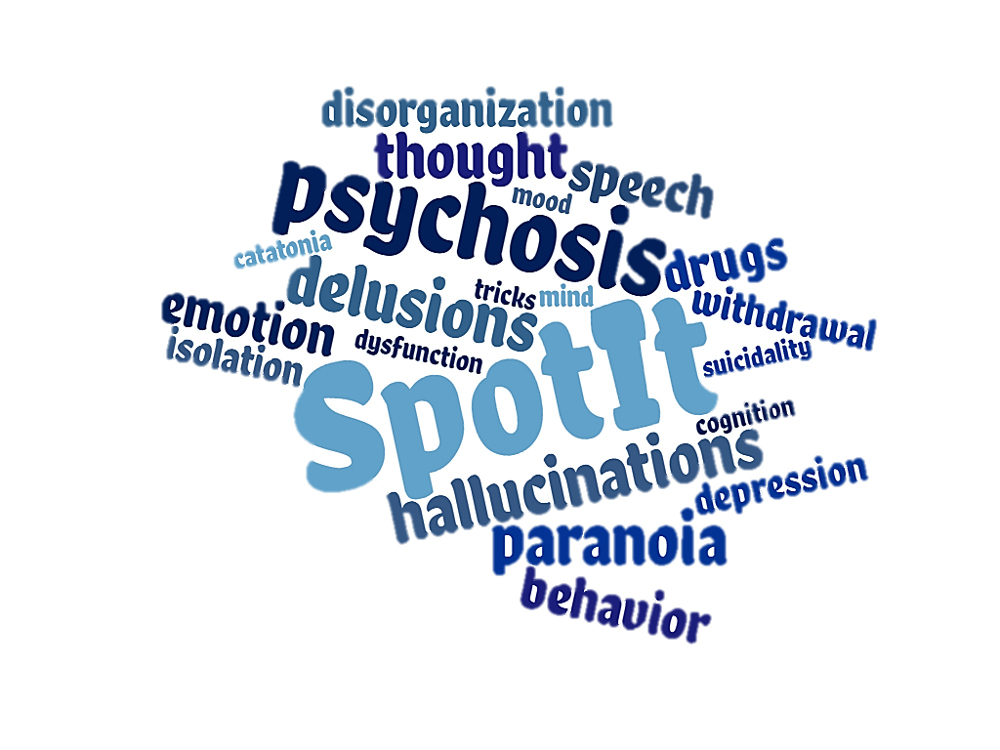 disorganization
thought
speech
mood
psychosis
catatonia
drugs
delusions
tricks
mind
emotion
withdrawal
isolation
dysfunction
SpotIt
suicidality
cognition
hallucinations
depression
paranoia
behavior